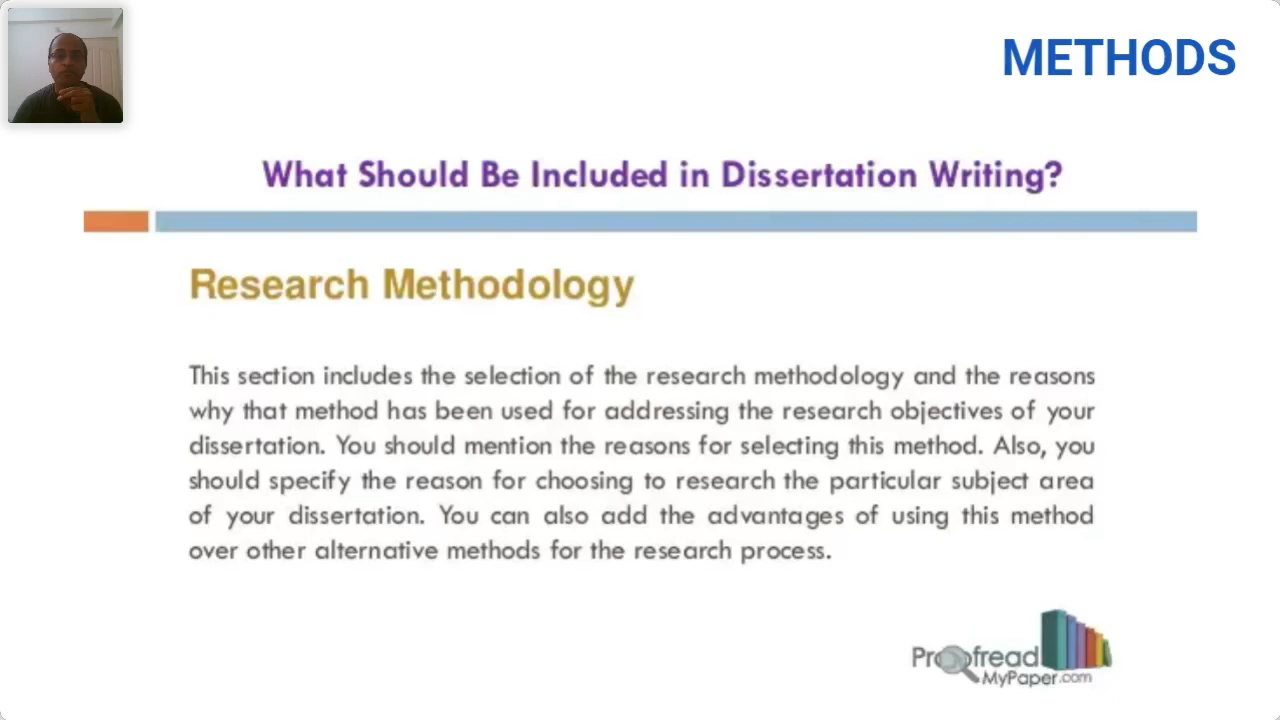 METHODS
What Should Be Included in Dissertation Writing?
Research Methodology
This section includes the selection of the research methodology and the reasons
why that method has been used for addressing the research objectives of your
dissertation. You should mention the reasons for selecting this method. Also, you
should specify the reason for choosing to research the particular subject area
of your dissertation. You can also add the advantages of using this method
over other alternative methods for the research process.
Proofread
MyPaper.com